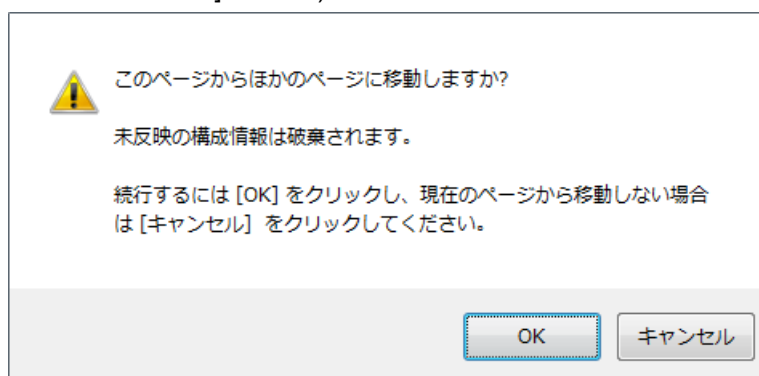 このページからほかのページに移動しますか?
未反映の構成情報は破棄されます。
続行するには [OK] をクリックし、現在のページから移動しない場合
は [キャンセル] をクリックしてください。
OK
キャンセル